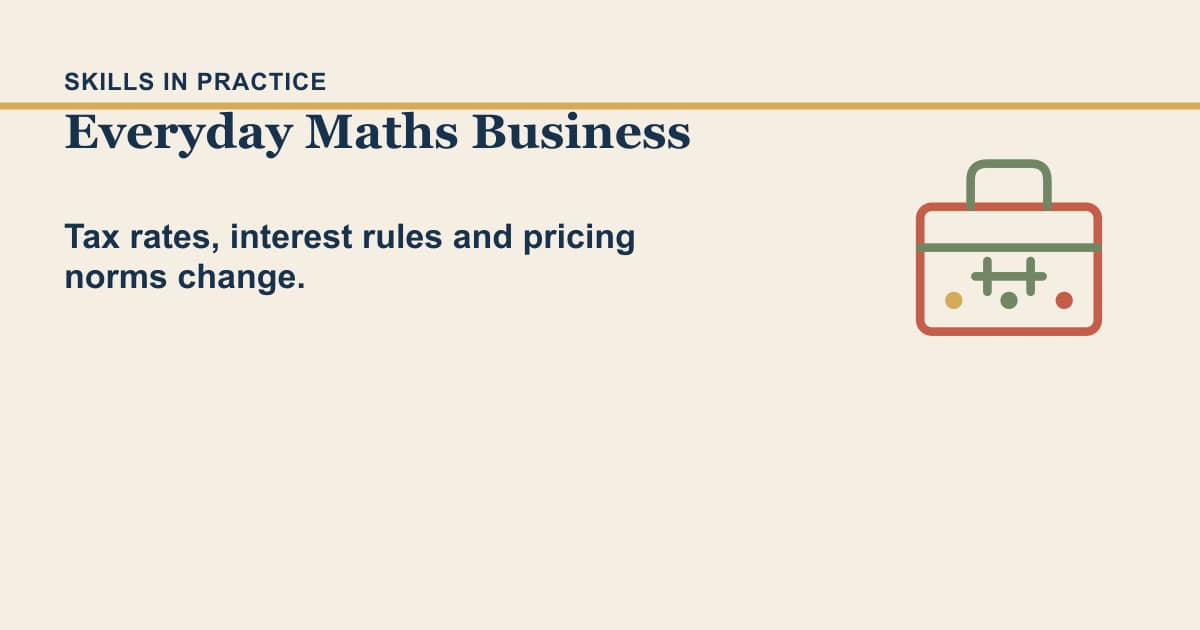 SKILLS IN PRACTICE
Everyday Maths Business
Tax rates, interest rules and pricing
norms change.